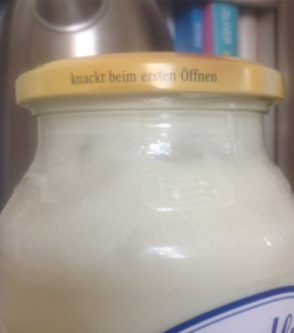 knackt beim ersten Öffnen